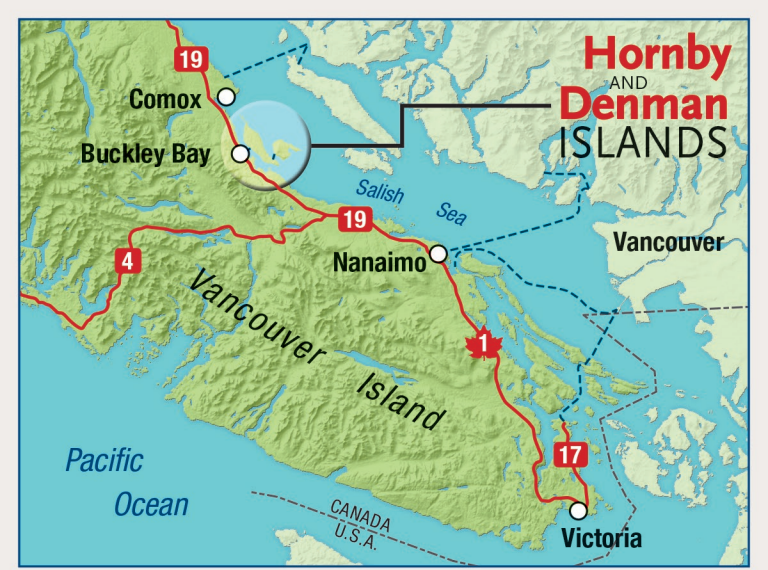 Hornby
AND
Denman
ISLANDS
19
Comox
Buckley Bay
Salish
Sea
19
Vancouver
Nanaimo
4
Vancouver
Island
1
Pacific
Ocean
17
CANADA
U.S.A.
Victoria